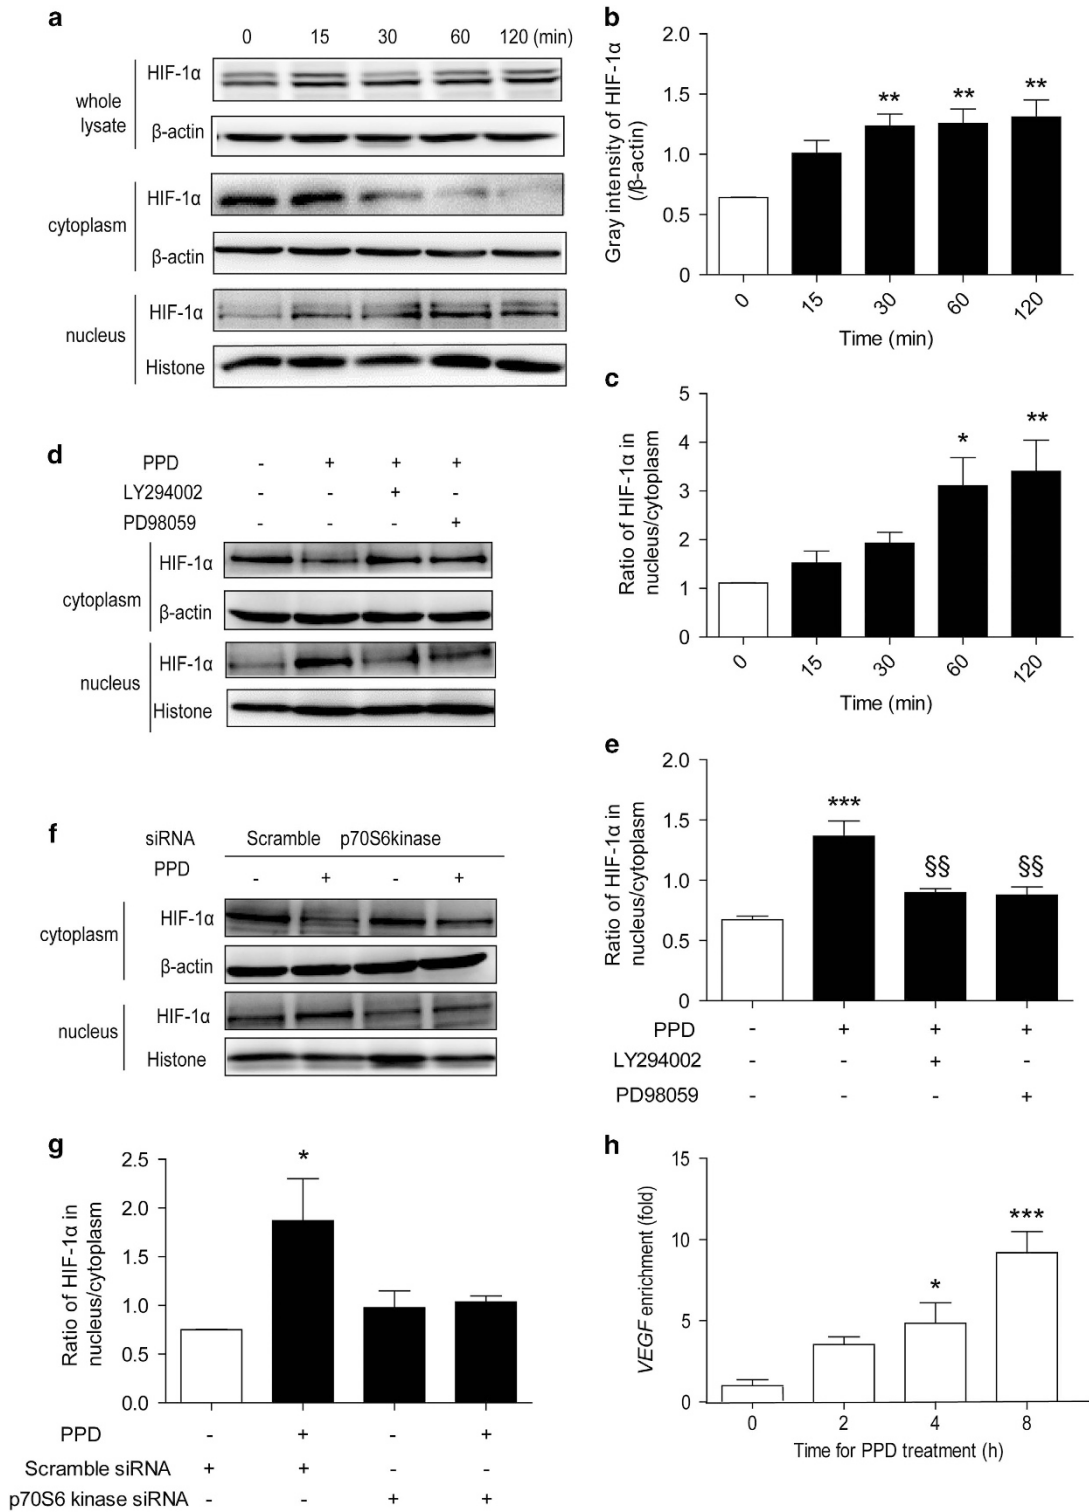 a
0 15 30 60 120 (min)
whole lysate
HIF-1α
β-actin
cytoplasm
HIF-1α
β-actin
nucleus
HIF-1α
Histone
b
Gray intensity of HIF-1α
(/β-actin)
2.0
1.5
1.0
0.5
0
** ** **
0 15 30 60 120
Time (min)
c
Ratio of HIF-1α in
nucleus/cytoplasm
5
4
3
2
1
0
* **
0 15 30 60 120
Time (min)
d
PPD - + + +
LY294002 - - + -
PD98059 - - - +
cytoplasm
HIF-1α
β-actin
nucleus
HIF-1α
Histone
e
Ratio of HIF-1α in
nucleus/cytoplasm
2.0
1.5
1.0
0.5
0
*** §§ §§
PPD - + + +
LY294002 - - + -
PD98059 - - - +
f
siRNA Scramble p70S6kinase
PPD - + - +
cytoplasm
HIF-1α
β-actin
nucleus
HIF-1α
Histone
g
Ratio of HIF-1α in
nucleus/cytoplasm
2.5
2.0
1.5
1.0
0.5
0.0
*
PPD - + - +
Scramble siRNA + + - -
p70S6 kinase siRNA - - + +
h
VEGF enrichment (fold)
15
10
5
0
* ***
0 2 4 8
Time for PPD treatment (h)